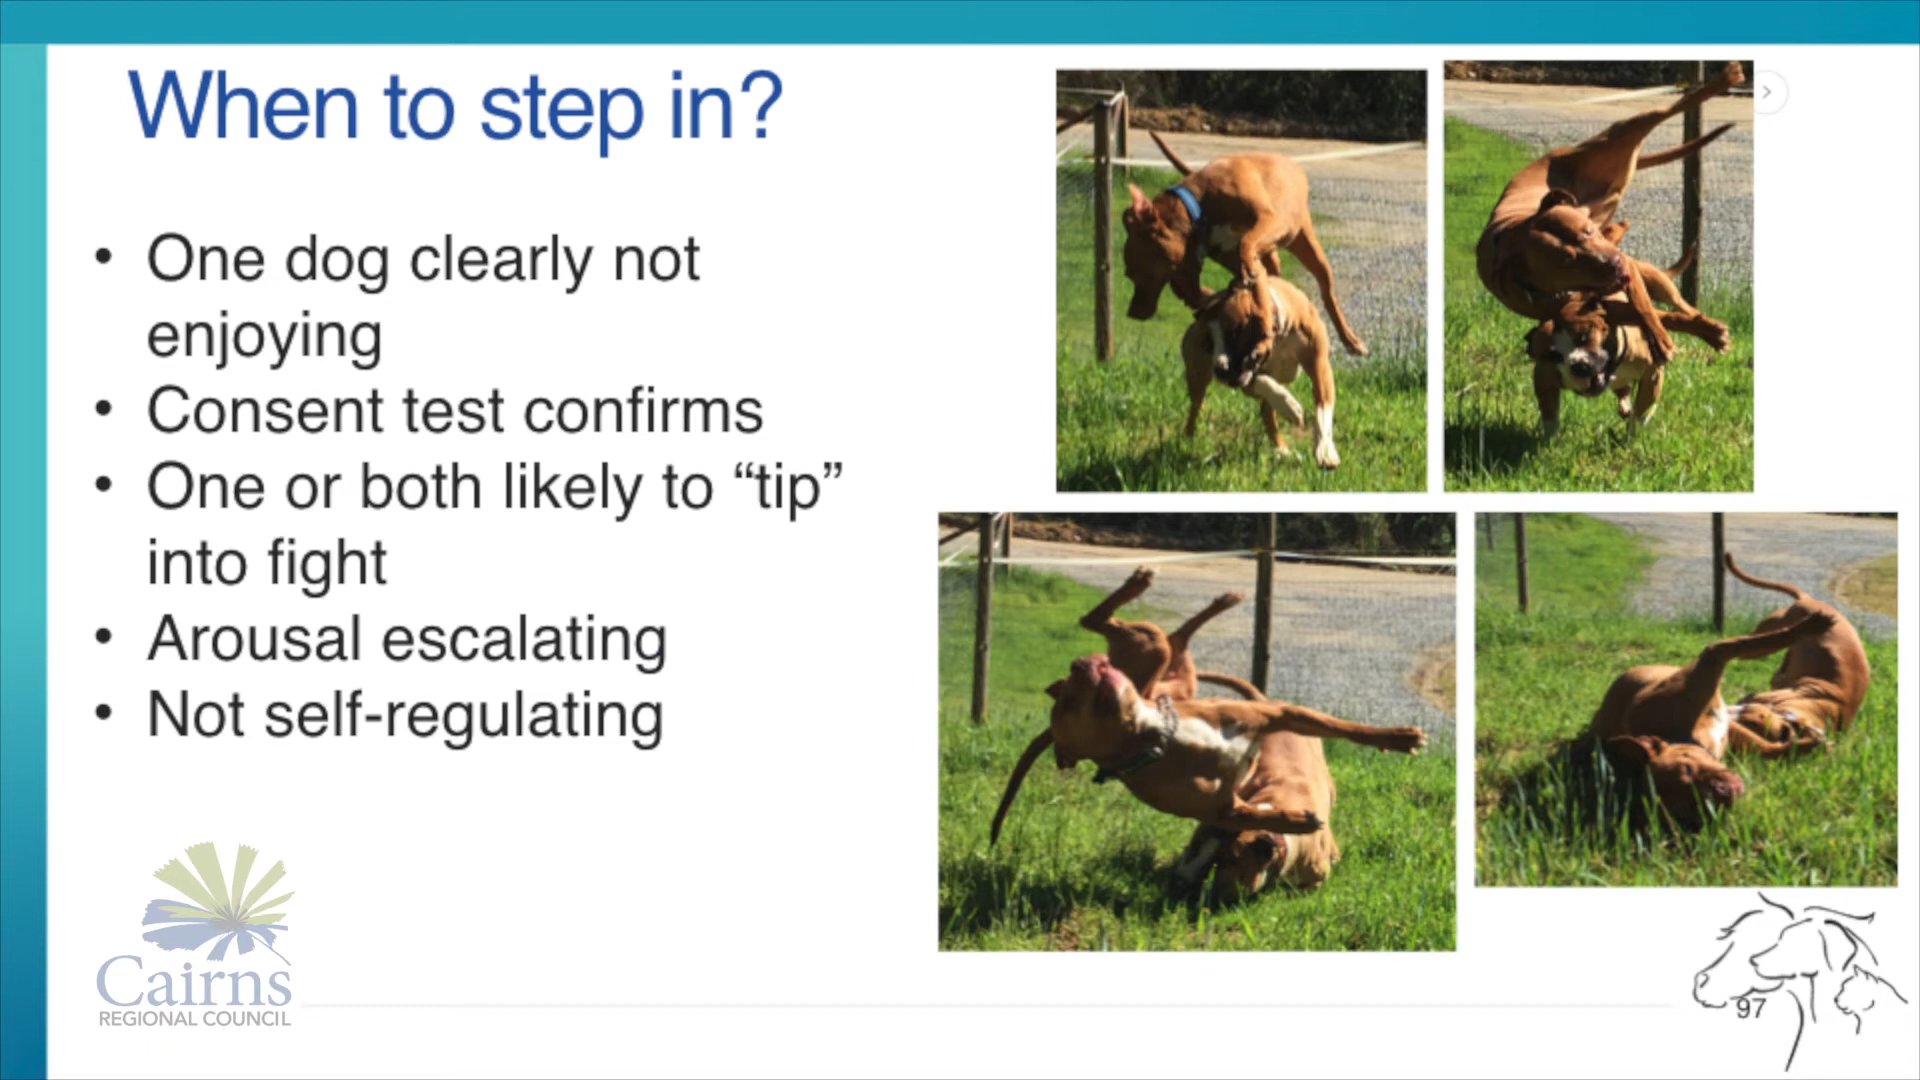 When to step in?
• One dog clearly not
enjoying
• Consent test confirms
• One or both likely to “tip”
into fight
• Arousal escalating
• Not self-regulating
Cairns
REGIONAL COUNCIL
97